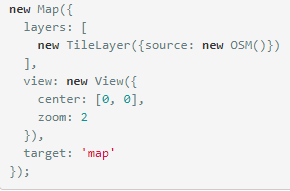 new Map({
  layers: [
    new TileLayer({source: new OSM()})
  ],
  view: new View({
    center: [0, 0],
    zoom: 2
  }),
  target: 'map'
});